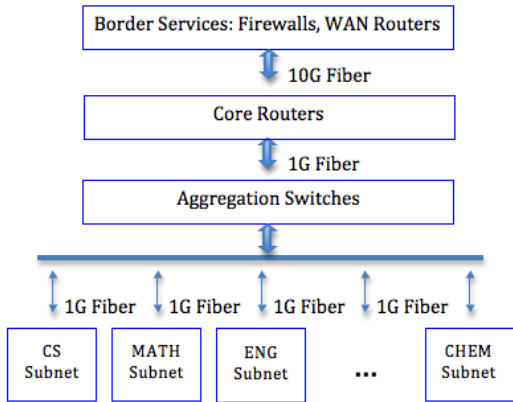 Border Services: Firewalls, WAN Routers
10G Fiber
Core Routers
1G Fiber
Aggregation Switches
1G Fiber 1G Fiber 1G Fiber 1G Fiber
CS
Subnet
MATH
Subnet
ENG
Subnet
...
CHEM
Subnet